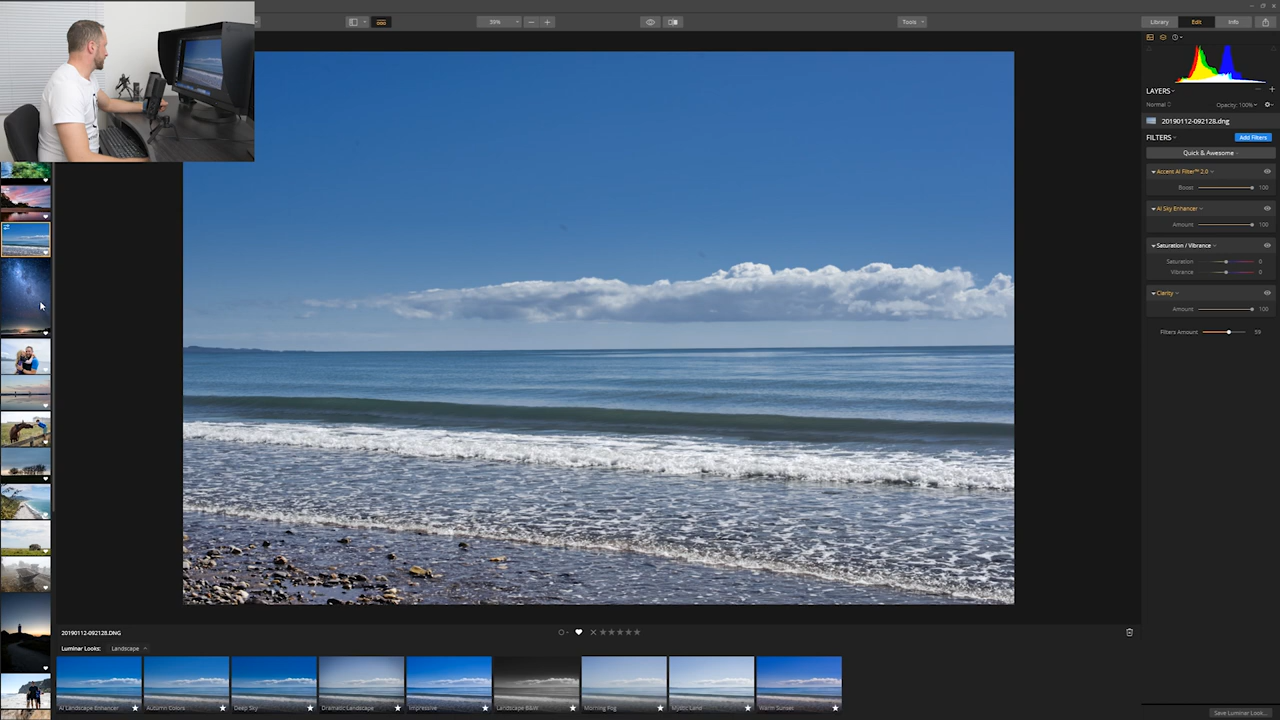 39%
Tools
Library
Edit
Info
LAYERS
Normal
Opacity: 100%
20190112-092128.dng
FILTERS
Add Filters
Quick & Awesome
Accent AI Filter™ 2.0
Boost 100
AI Sky Enhancer
Amount 100
Saturation / Vibrance
Saturation 0
Vibrance 0
Clarity
Amount 100
Filters Amount 59
20190112-092128.DNG
Luminar Looks: Landscape
AI Landscape Enhancer
Autumn Colors
Deep Sky
Dramatic Landscape
Impressive
Landscape B&W
Morning Fog
Mystic Land
Warm Sunset
Save Luminar Look...